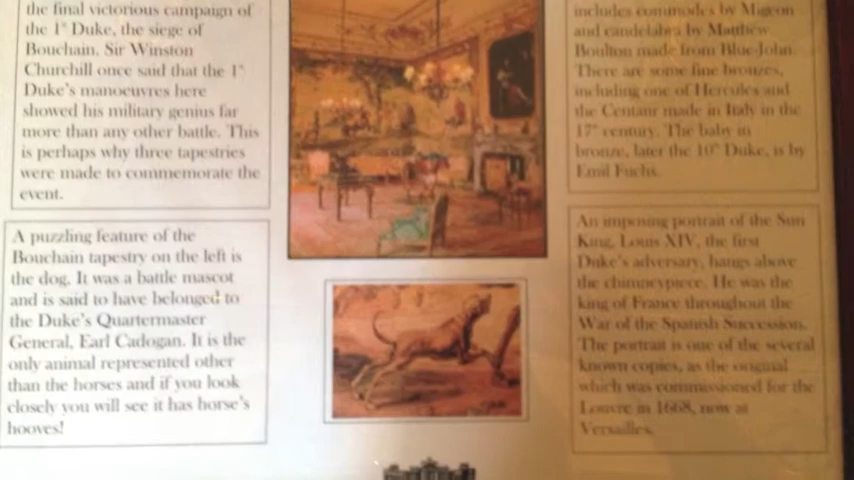 the final victorious campaign of
the 1st Duke, the siege of
Bouchain. Sir Winston
Churchill once said that the 1st
Duke's manoeuvres here
showed his military genius far
more than any other battle. This
is perhaps why three tapestries
were made to commemorate the
event.
A puzzling feature of the
Bouchain tapestry on the left is
the dog. It was a battle mascot
and is said to have belonged to
the Duke's Quartermaster
General, Earl Cadogan. It is the
only animal represented other
than the horses and if you look
closely you will see it has horse's
hooves!
includes commodes by Migeon
and candelabra by Matthew
Boulton made from Blue-John.
There are some fine bronzes,
including one of Hercules and
the Centaur made in Italy in the
17th century. The baby in
bronze, later the 10th Duke, is by
Emil Fuchs.
An imposing portrait of the Sun
King, Louis XIV, the first
Duke's adversary, hangs above
the chimneypiece. He was the
king of France throughout the
War of the Spanish Succession.
The portrait is one of the several
known copies, as the original
which was commissioned for the
Louvre in 1668, now at
Versailles.